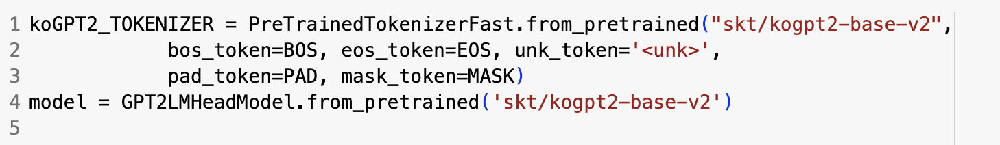 1 koGPT2_TOKENIZER = PreTrainedTokenizerFast.from_pretrained("skt/kogpt2-base-v2",
2             bos_token=BOS, eos_token=EOS, unk_token='<unk>',
3             pad_token=PAD, mask_token=MASK)
4 model = GPT2LMHeadModel.from_pretrained('skt/kogpt2-base-v2')
5